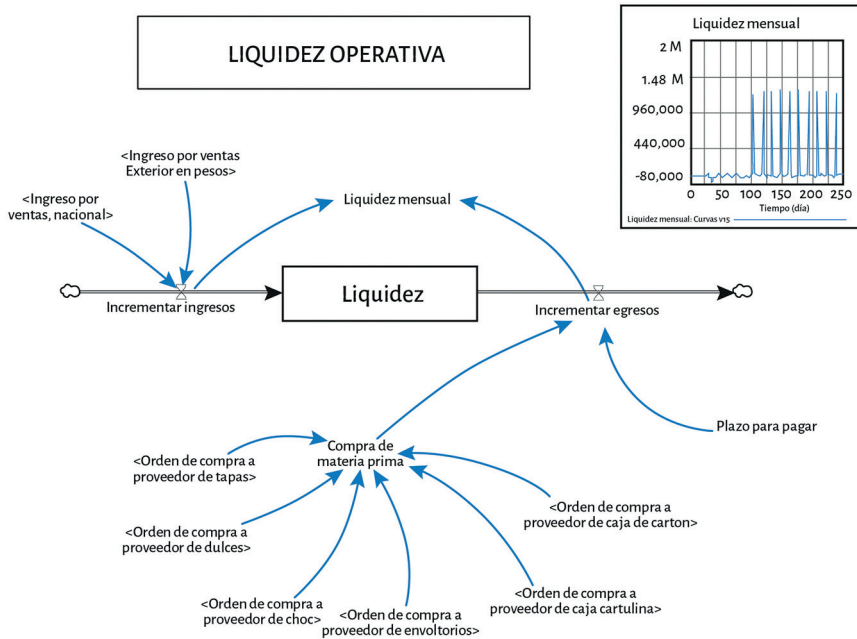 LIQUIDEZ OPERATIVA
Liquidez mensual
2 M
1.48 M
960,000
440,000
-80,000
0 50 100 150 200 250
Tiempo (día)
Liquidez mensual: Curvas v15
<Ingreso por ventas
Exterior en pesos>
<Ingreso por
ventas, nacional>
Liquidez mensual
Liquidez
Incrementar ingresos
Incrementar egresos
Plazo para pagar
Compra de
materia prima
<Orden de compra a
proveedor de tapas>
<Orden de compra a
proveedor de caja de carton>
<Orden de compra a
proveedor de dulces>
<Orden de compra a
proveedor de choc>
<Orden de compra a
proveedor de envoltorios>
<Orden de compra a
proveedor de caja cartulina>